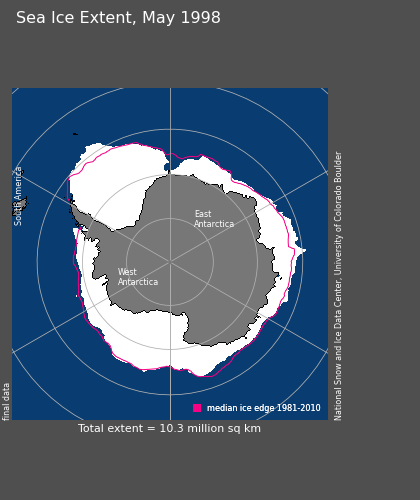 Sea Ice Extent, May 1998
South America
East
Antarctica
West
Antarctica
National Snow and Ice Data Center, University of Colorado Boulder
final data
median ice edge 1981-2010
Total extent = 10.3 million sq km